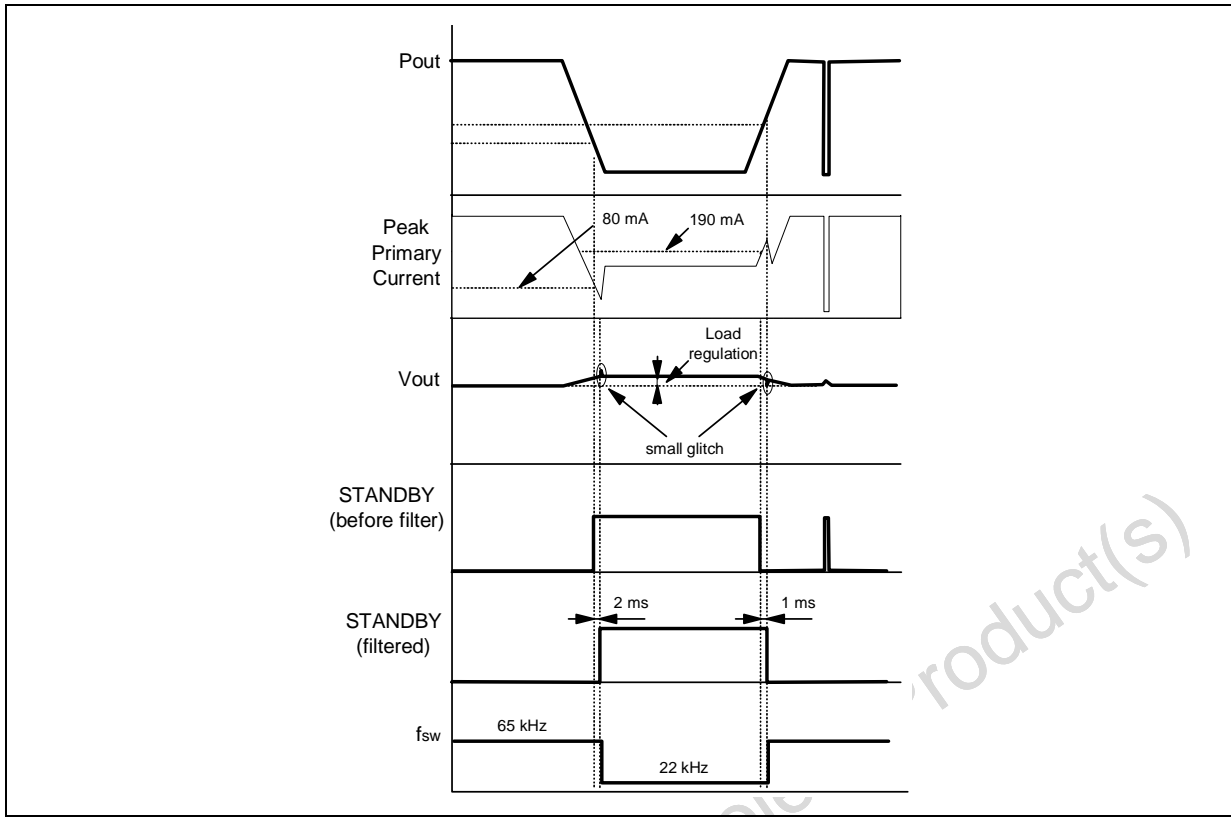 Pout
80 mA
190 mA
Peak
Primary
Current
Load
regulation
Vout
small glitch
STANDBY
(before filter)
2 ms
1 ms
STANDBY
(filtered)
fsw
65 kHz
22 kHz
roduct(s)